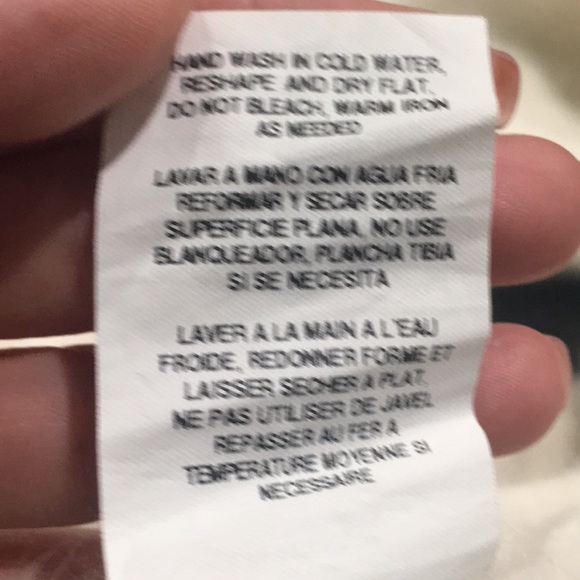 HAND WASH IN COLD WATER,
RESHAPE AND DRY FLAT,
DO NOT BLEACH, WARM IRON
AS NEEDED
LAVAR A MANO CON AGUA FRIA
REFORMAR Y SECAR SOBRE
SUPERFICIE PLANA, NO USE
BLANQUEADOR, PLANCHA TIBIA
SI SE NECESITA
LAVER A LA MAIN A L'EAU
FROIDE, REDONNER FORME ET
LAISSER SECHER A PLAT,
NE PAS UTILISER DE JAVEL
REPASSER AU FER A
TEMPERATURE MOYENNE SI
NECESSAIRE